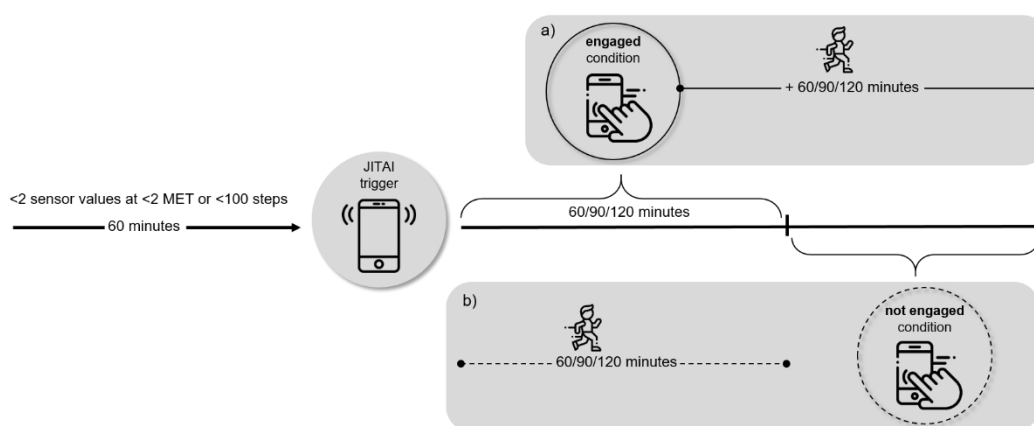 a)
engaged
condition
+ 60/90/120 minutes
JITAI
trigger
<2 sensor values at <2 MET or <100 steps
60 minutes
60/90/120 minutes
b)
not engaged
condition
60/90/120 minutes